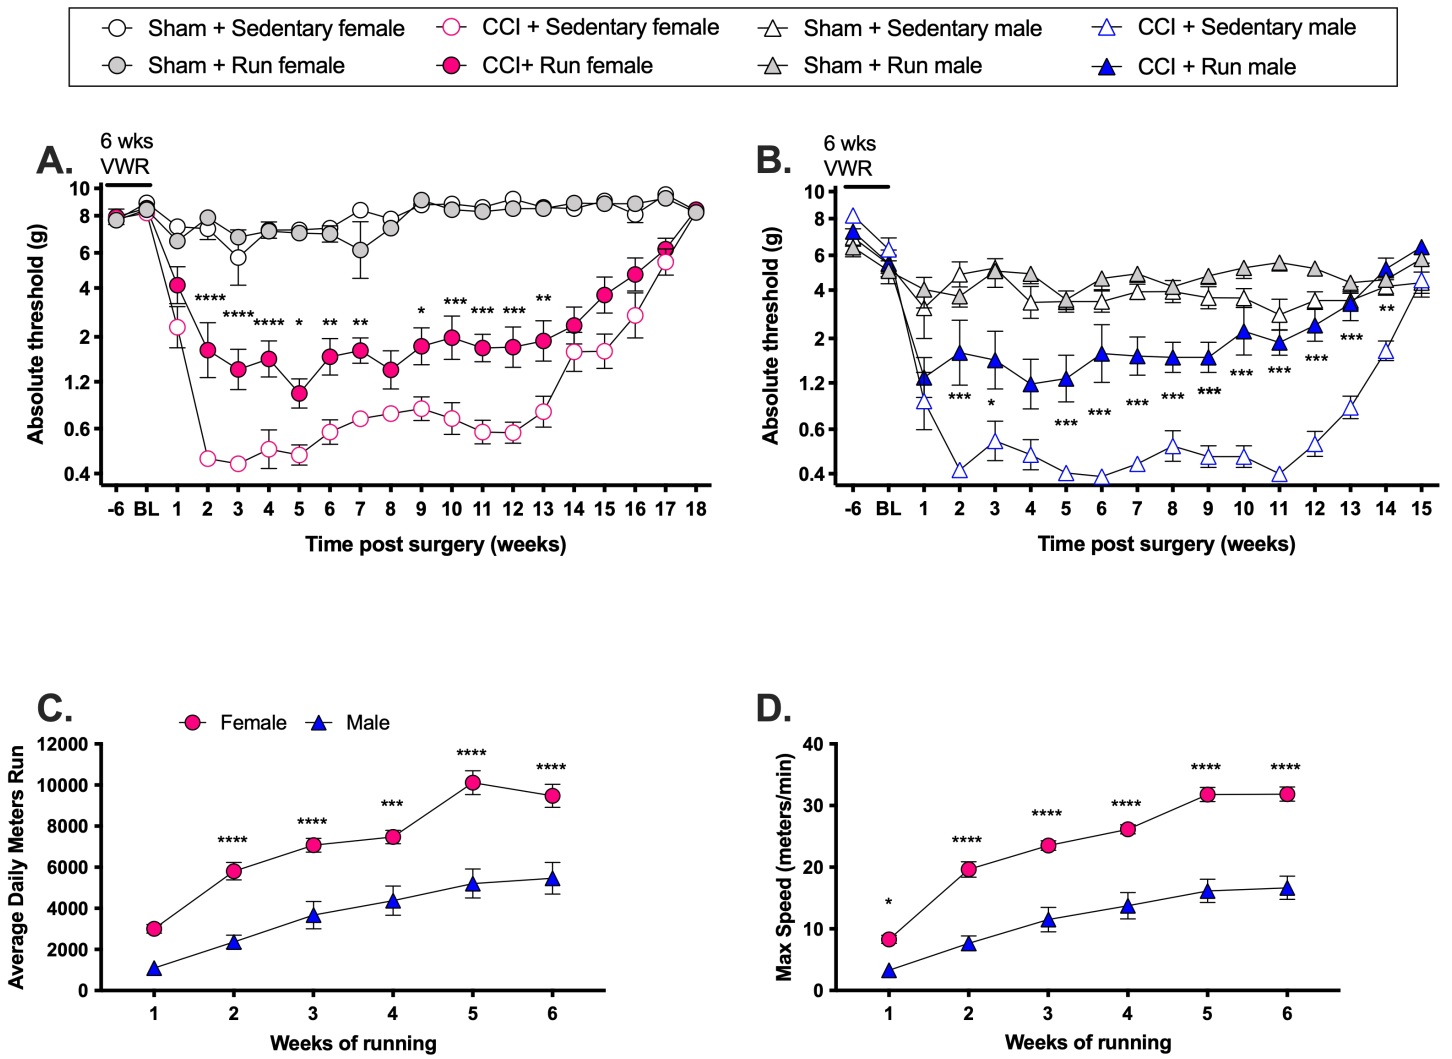 Sham + Sedentary female
CCI + Sedentary female
Sham + Sedentary male
CCI + Sedentary male
Sham + Run female
CCI+ Run female
Sham + Run male
CCI + Run male
A.
6 wks
VWR
Absolute threshold (g)
10
8
6
4
2
1.2
0.6
0.4
**** **** **** * ** ** * *** *** *** **
-6 BL 1 2 3 4 5 6 7 8 9 10 11 12 13 14 15 16 17 18
Time post surgery (weeks)
B.
6 wks
VWR
Absolute threshold (g)
10
8
6
4
2
1.2
0.6
0.4
*** * *** *** *** *** *** *** *** *** *** **
-6 BL 1 2 3 4 5 6 7 8 9 10 11 12 13 14 15
Time post surgery (weeks)
C.
Female
Male
Average Daily Meters Run
12000
10000
8000
6000
4000
2000
0
**** **** *** **** ****
1 2 3 4 5 6
Weeks of running
D.
Max Speed (meters/min)
40
30
20
10
0
* **** **** **** **** ****
1 2 3 4 5 6
Weeks of running